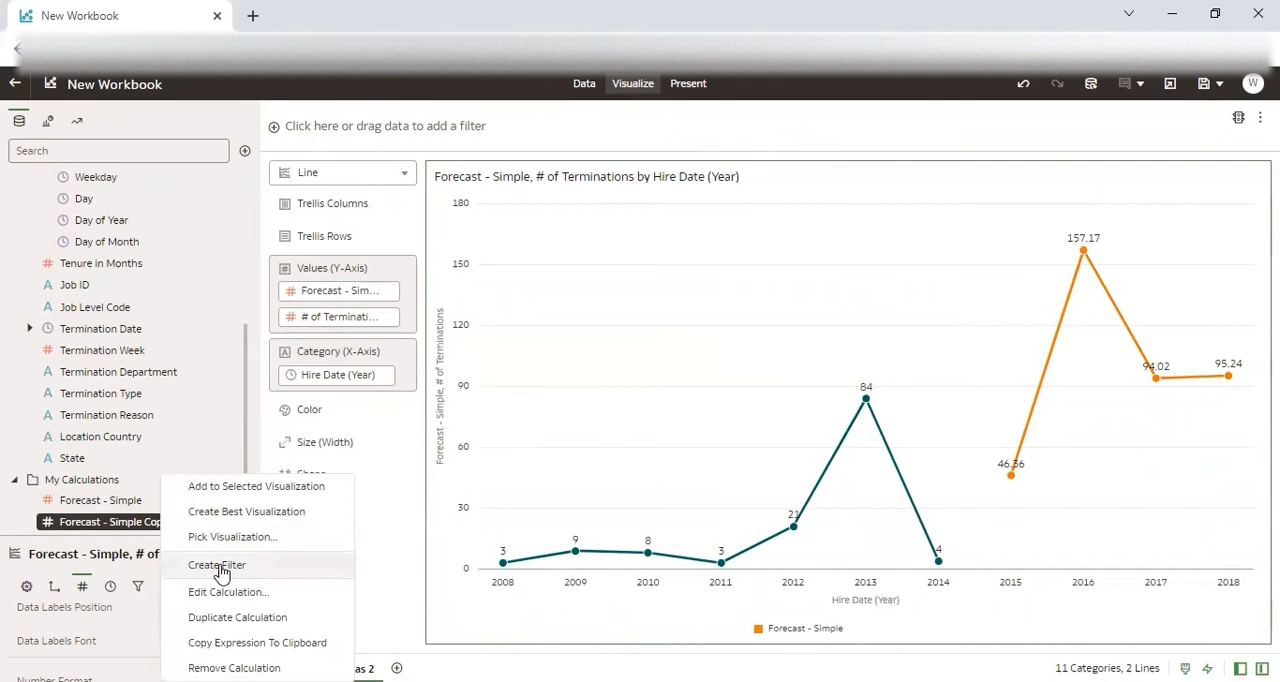 New Workbook
New Workbook
Data
Visualize
Present
W
Search
Weekday
Day
Day of Year
Day of Month
Tenure in Months
Job ID
Job Level Code
Termination Date
Termination Week
Termination Department
Termination Type
Termination Reason
Location Country
State
My Calculations
Forecast - Simple
Forecast - Simple Cop
Forecast - Simple, # of
Data Labels Position
Data Labels Font
Add to Selected Visualization
Create Best Visualization
Pick Visualization...
Create Filter
Edit Calculation...
Duplicate Calculation
Copy Expression To Clipboard
Remove Calculation
Click here or drag data to add a filter
Line
Trellis Columns
Trellis Rows
Values (Y-Axis)
Forecast - Sim...
# of Terminati...
Category (X-Axis)
Hire Date (Year)
Color
Size (Width)
Forecast - Simple, # of Terminations by Hire Date (Year)
Forecast - Simple, # of Terminations
180
150
120
90
60
30
0
3
9
8
3
21
84
4
46.36
157.17
94.02
95.24
2008
2009
2010
2011
2012
2013
2014
2015
2016
2017
2018
Hire Date (Year)
Forecast - Simple
as 2
11 Categories, 2 Lines